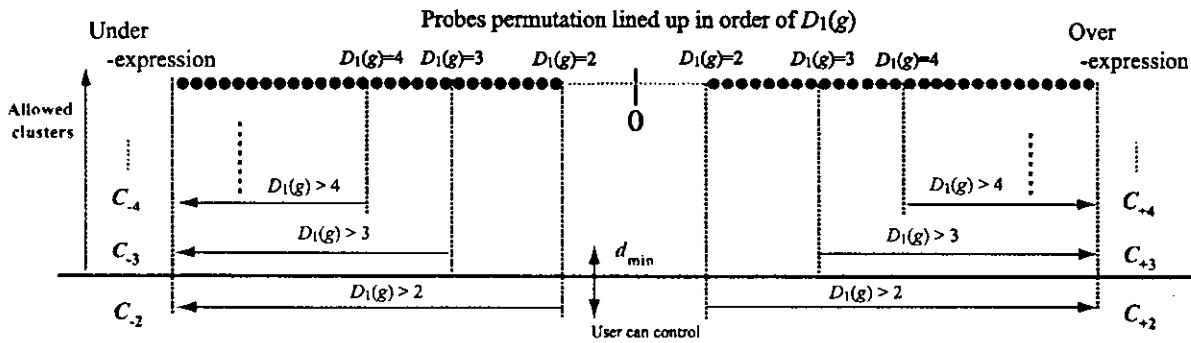 Probes permutation lined up in order of D₁(g)
Under
-expression
Over
-expression
D₁(g)=4 D₁(g)=3 D₁(g)=2 D₁(g)=2 D₁(g)=3 D₁(g)=4
0
Allowed
clusters
C₋₄ D₁(g) > 4 D₁(g) > 4 C₊₄
C₋₃ D₁(g) > 3 d_min D₁(g) > 3 C₊₃
C₋₂ D₁(g) > 2 D₁(g) > 2 C₊₂
User can control